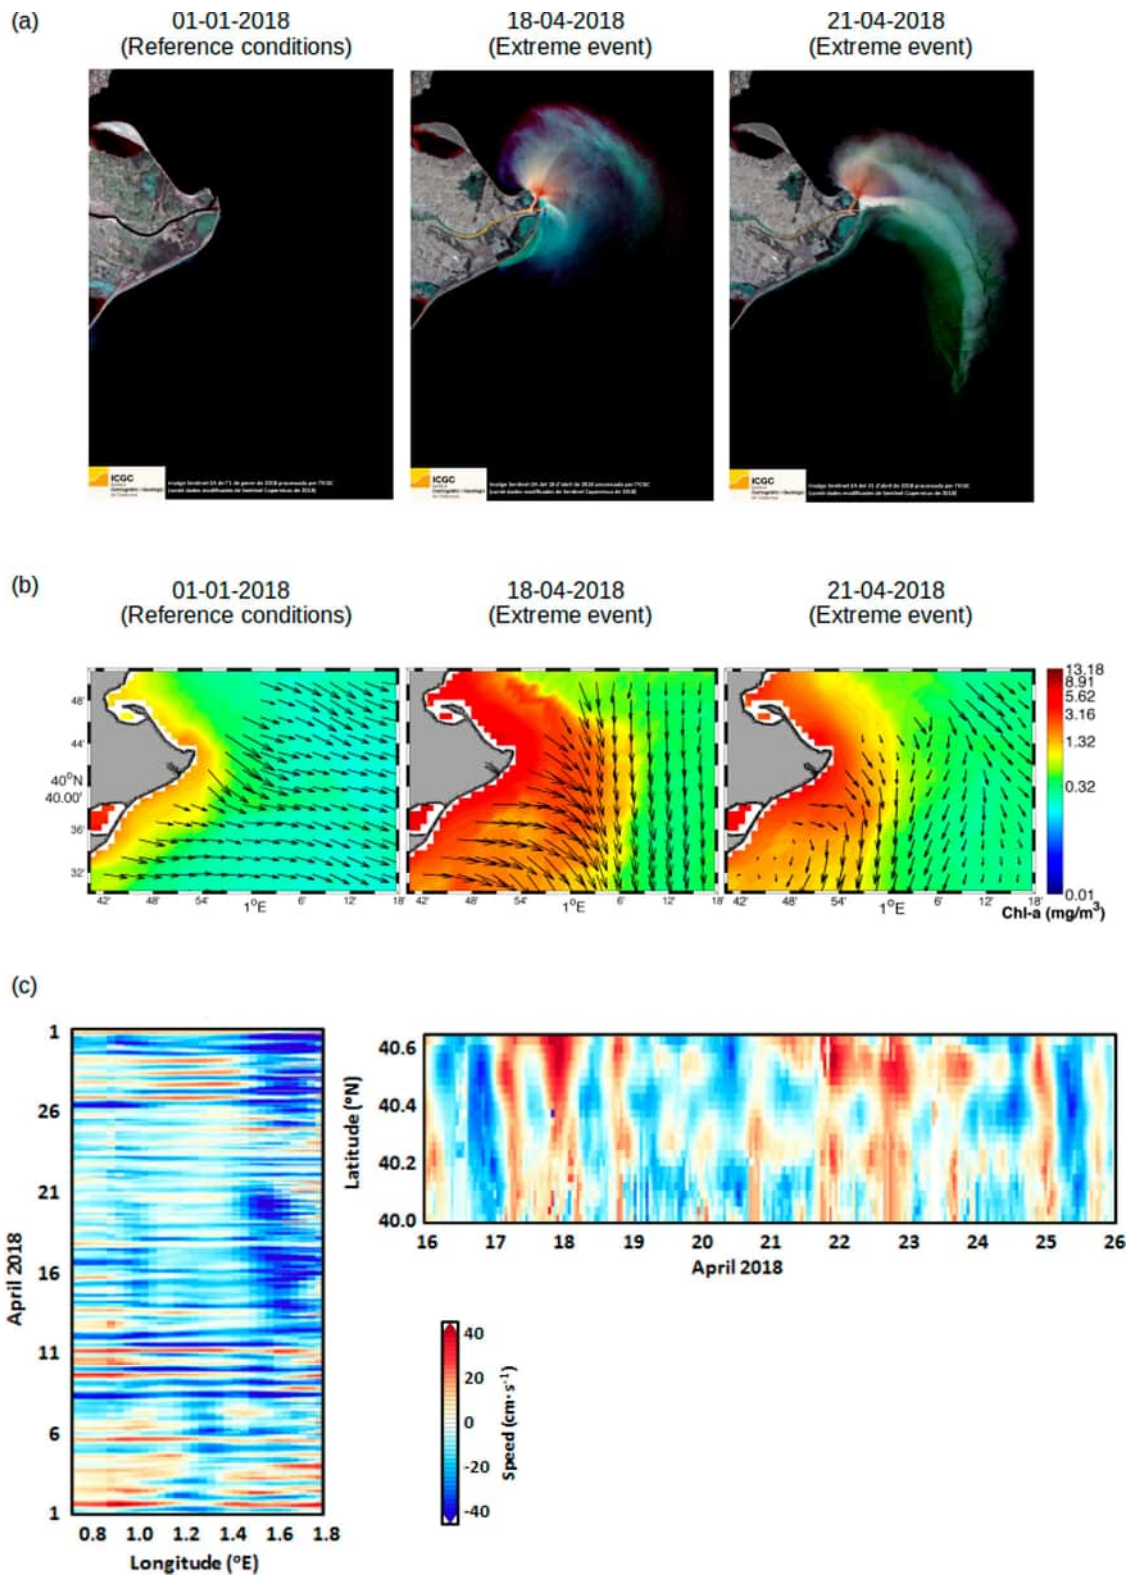 (a)
01-01-2018
(Reference conditions)
18-04-2018
(Extreme event)
21-04-2018
(Extreme event)
ICGC
ICGC
ICGC
(b)
01-01-2018
(Reference conditions)
18-04-2018
(Extreme event)
21-04-2018
(Extreme event)
48'
44'
40°N
40.00'
36'
32'
42' 48' 54' 1°E 6' 12' 18'
42' 48' 54' 1°E 6' 12' 18'
42' 48' 54' 1°E 6' 12' 18'
13.18
8.91
5.62
3.16
1.32
0.32
0.01
Chl-a (mg/m³)
(c)
April 2018
1
26
21
16
11
6
1
0.8 1.0 1.2 1.4 1.6 1.8
Longitude (°E)
Latitude (°N)
40.6
40.4
40.2
40.0
16 17 18 19 20 21 22 23 24 25 26
April 2018
40
20
0
-20
-40
Speed (cm· s⁻¹)